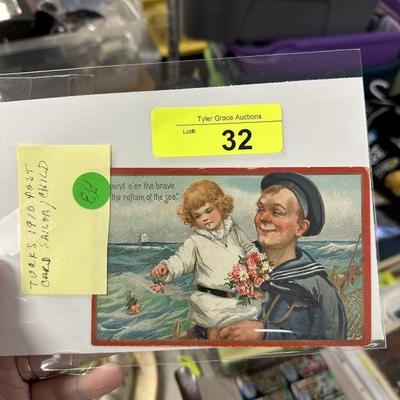 Tyler Grace Auctions
Lot#:
32
TUCKS 1910 POST
CARD SAILOR/CHILD
ound o'er the brave
the refrain of the sea."